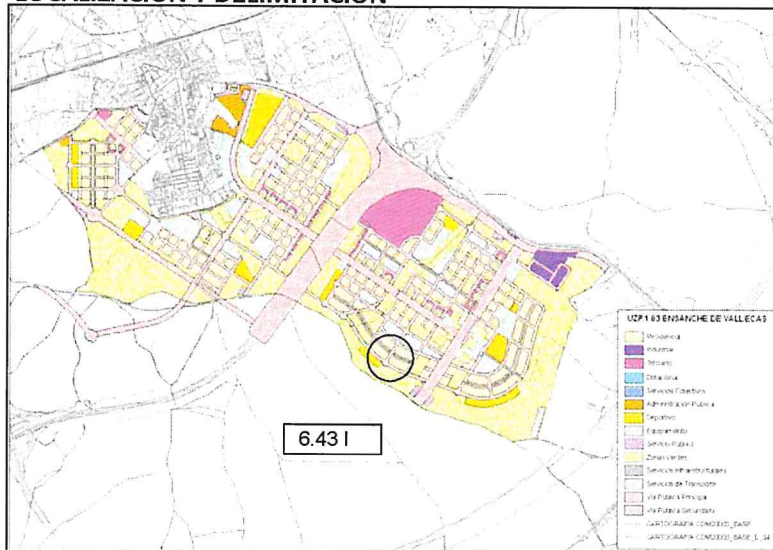 LOCALIZACIÓN Y DELIMITACIÓN
6.43 I
UZP 1.03 ENSANCHE DE VALLECAS
Residencial
Industrial
Terciario
Dotacional
Servicios Colectivos
Administración Pública
Deportivo
Equipamiento
Servicio Público
Zonas Verdes
Servicios Infraestructurales
Servicios de Transporte
Vía Pública Principal
Vía Pública Secundaria